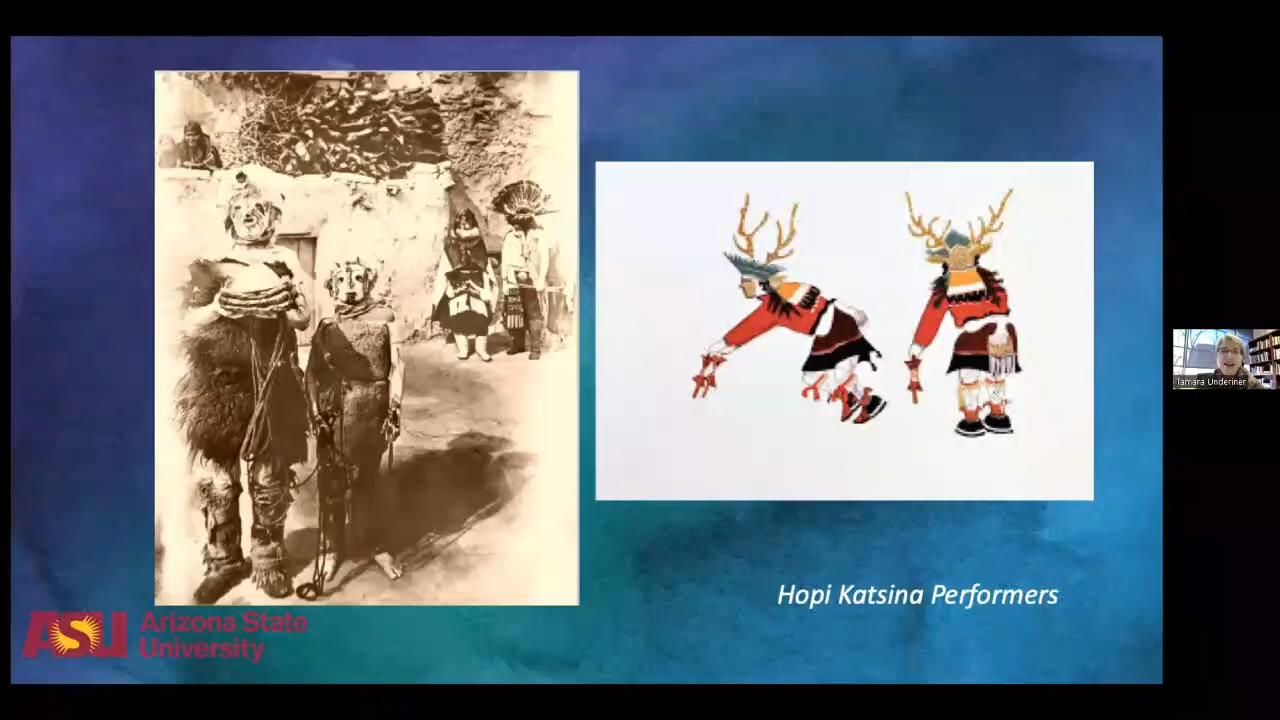 Hopi Katsina Performers
ASU Arizona State
University
Tamara Underiner